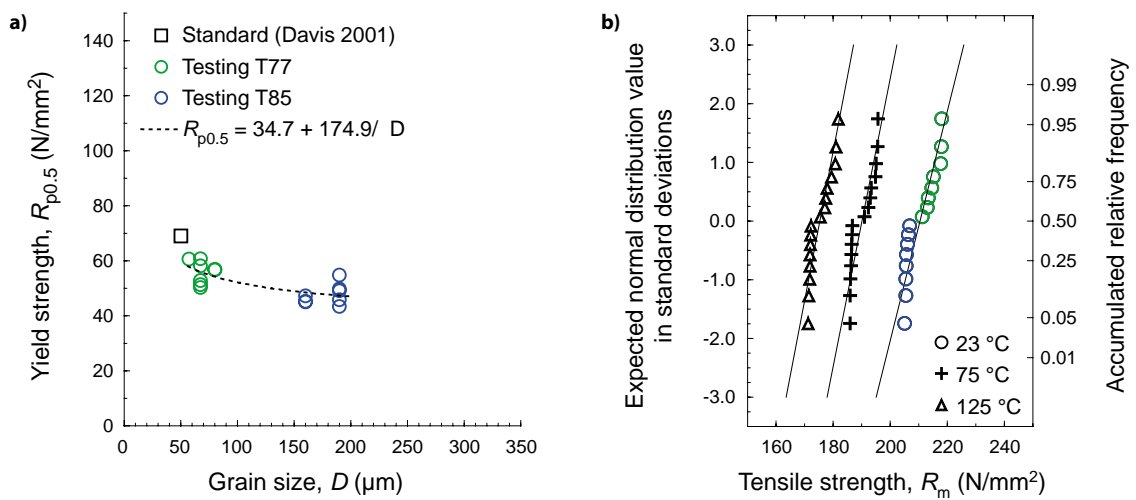 a)
140
120
100
80
60
40
20
0
0
50
100
150
200
250
300
350
Yield strength, Rp0.5 (N/mm2)
Grain size, D (µm)
Standard (Davis 2001)
Testing T77
Testing T85
Rp0.5 = 34.7 + 174.9/ D
b)
3.0
2.0
1.0
0.0
-1.0
-2.0
-3.0
Expected normal distribution value
in standard deviations
0.99
0.95
0.75
0.50
0.25
0.05
0.01
Accumulated relative frequency
23 °C
75 °C
125 °C
160
180
200
220
240
Tensile strength, Rm (N/mm2)